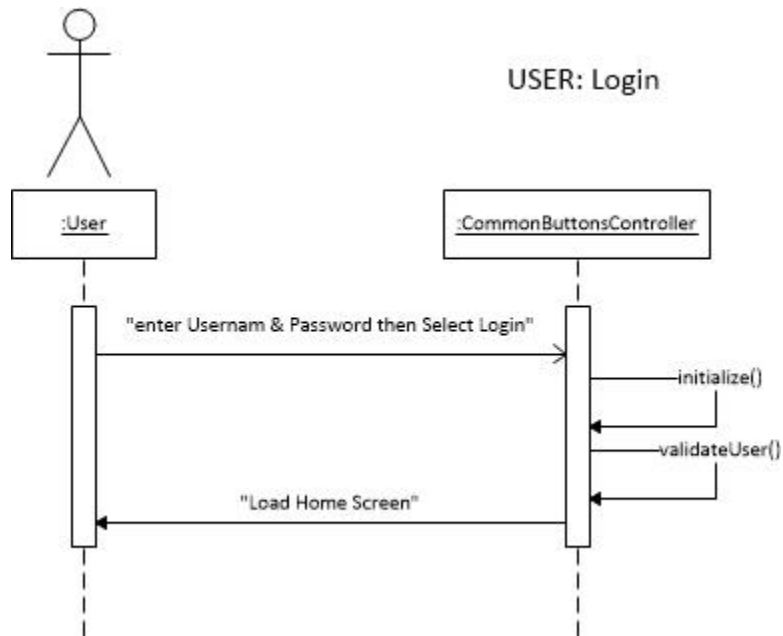 USER: Login
:User
:CommonButtonsController
"enter Usernam & Password then Select Login"
initialize()
validateUser()
"Load Home Screen"